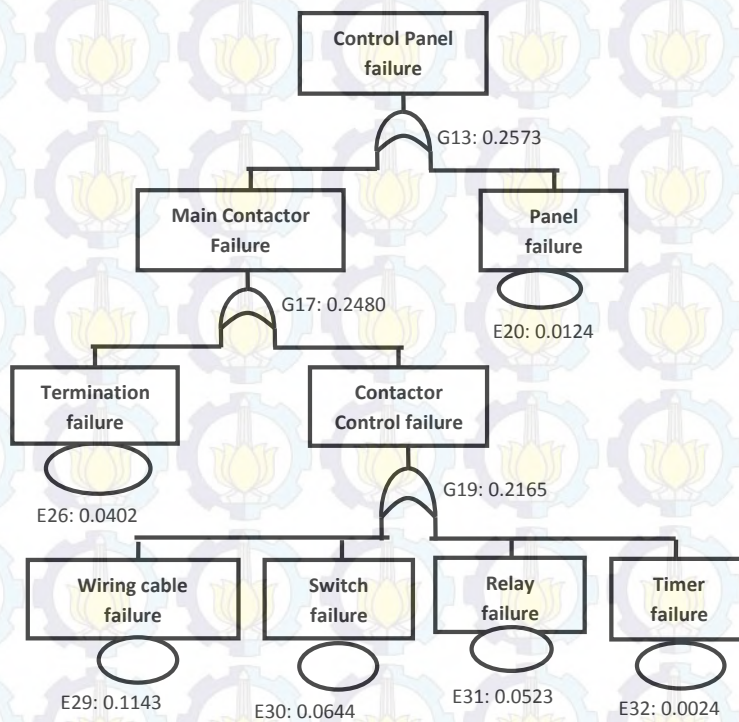 Control Panel
failure
G13: 0.2573
Main Contactor
Failure
Panel
failure
G17: 0.2480
E20: 0.0124
Termination
failure
Contactor
Control failure
E26: 0.0402
G19: 0.2165
Wiring cable
failure
Switch
failure
Relay
failure
Timer
failure
E29: 0.1143
E30: 0.0644
E31: 0.0523
E32: 0.0024